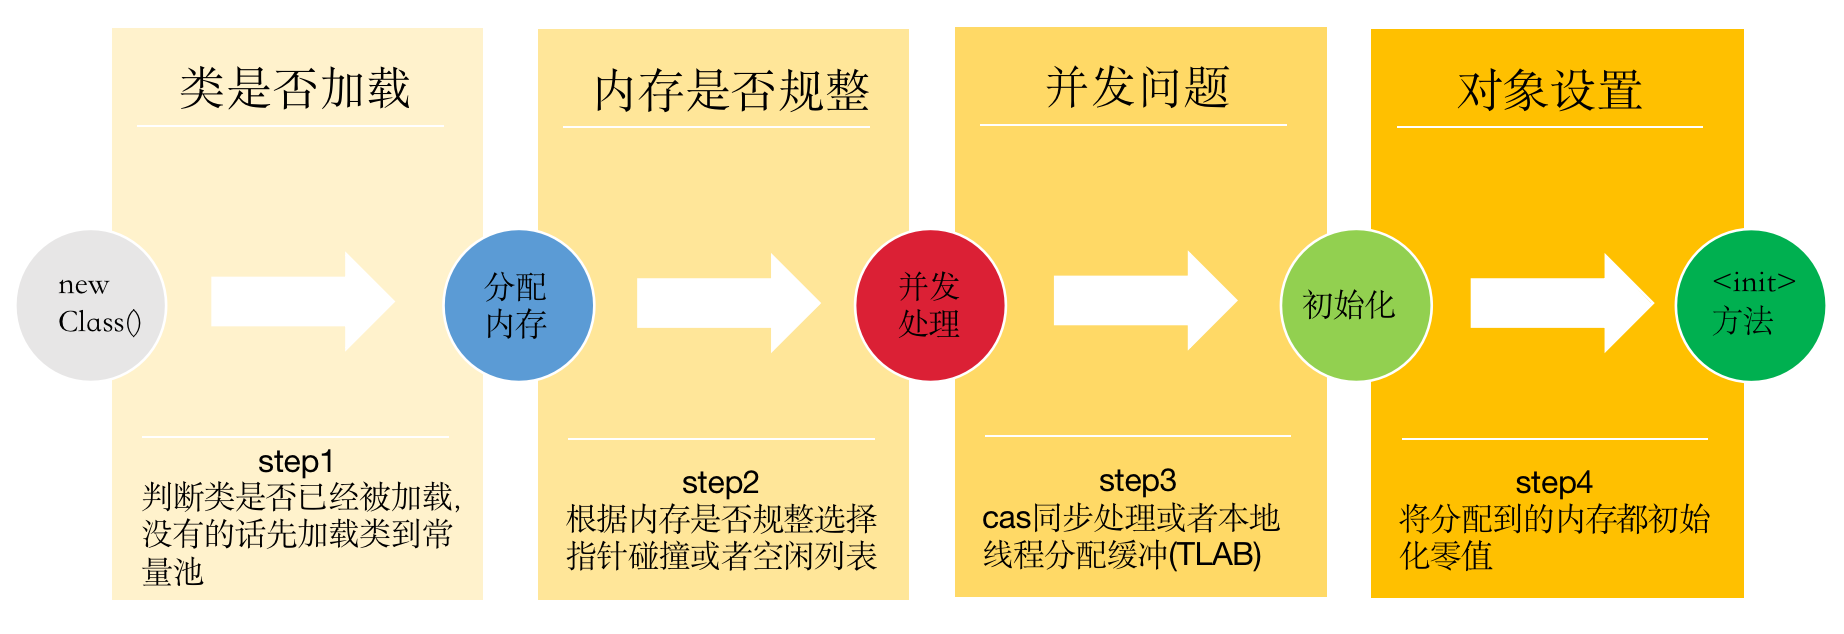 类是否加载
内存是否规整
并发问题
对象设置
new
Class()
分配
内存
并发
处理
初始化
<init>
方法
step1
判断类是否已经被加载,
没有的话先加载类到常
量池
step2
根据内存是否规整选择
指针碰撞或者空闲列表
step3
cas同步处理或者本地
线程分配缓冲(TLAB)
step4
将分配到的内存都初始
化零值